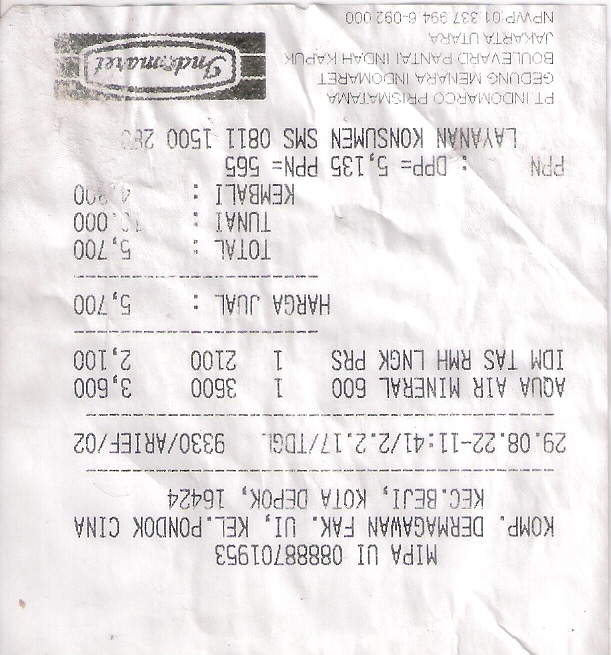 MIPA UI 08888701953
KOMP. DERMAGAWAN FAK. UI, KEL.PONDOK CINA
KEC.BEJI, KOTA DEPOK, 16424
29.08.22-11:41/2.2.17/TDGL 9330/ARIEF/02
AQUA AIR MINERAL 600 1 3600 3,600
IDM TAS RMH LNGK PRS 1 2100 2,100
HARGA JUAL : 5,700
TOTAL : 5,700
TUNAI :
KEMBALI :
PPN : DPP= 5,135 PPN= 565
LAYANAN KONSUMEN SMS 0811 1500
PT.INDOMARCO PRISMATAMA
GEDUNG MENARA INDOMARET
BOULEVARD PANTAI INDAH KAPUK
JAKARTA UTARA
NPWP:01.337.994.6-092.000
Indomaret